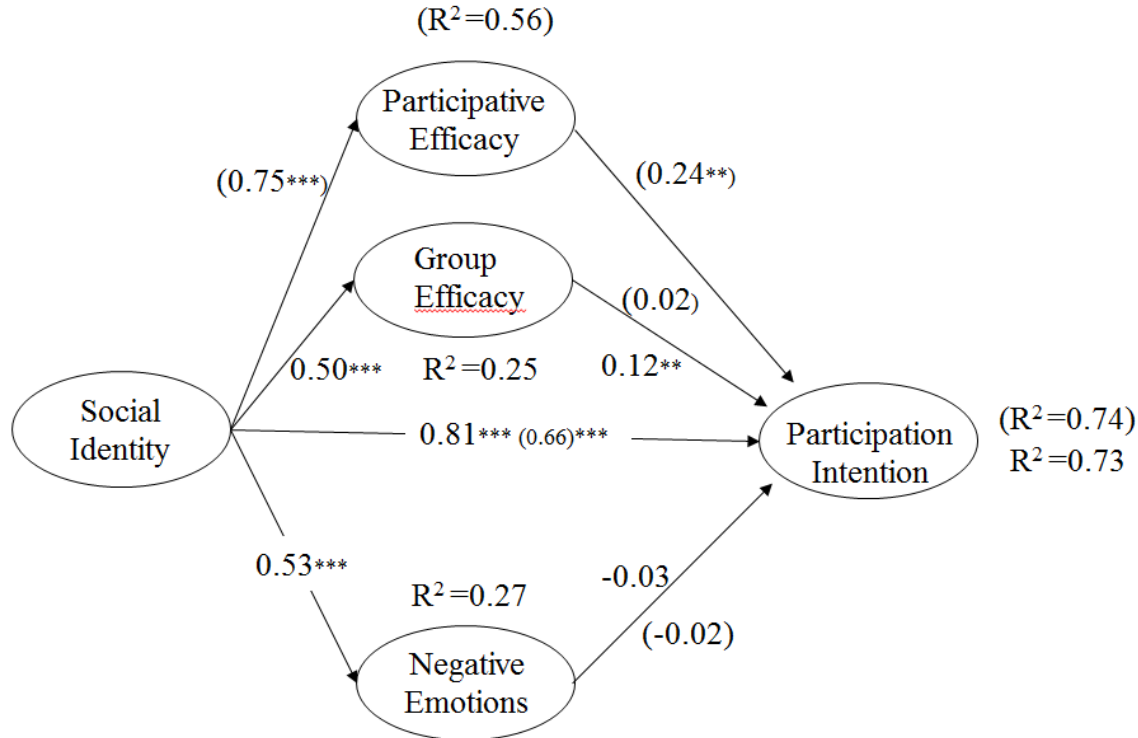 (R²=0.56)
Participative
Efficacy
(0.75***)
(0.24**)
Group
Efficacy
(0.02)
0.50***
R²=0.25
0.12**
Social
Identity
0.81*** (0.66)***
Participation
Intention
(R²=0.74)
R²=0.73
0.53***
R²=0.27
-0.03
(-0.02)
Negative
Emotions